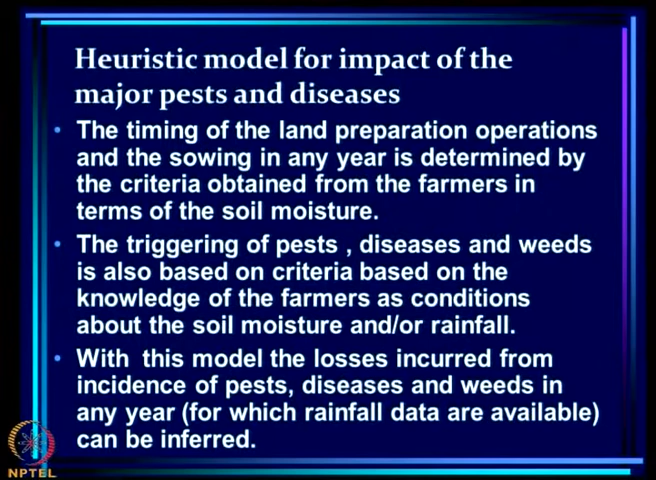 Heuristic model for impact of the
major pests and diseases
• The timing of the land preparation operations
and the sowing in any year is determined by
the criteria obtained from the farmers in
terms of the soil moisture.
• The triggering of pests , diseases and weeds
is also based on criteria based on the
knowledge of the farmers as conditions
about the soil moisture and/or rainfall.
• With this model the losses incurred from
incidence of pests, diseases and weeds in
any year (for which rainfall data are available)
can be inferred.
NPTEL